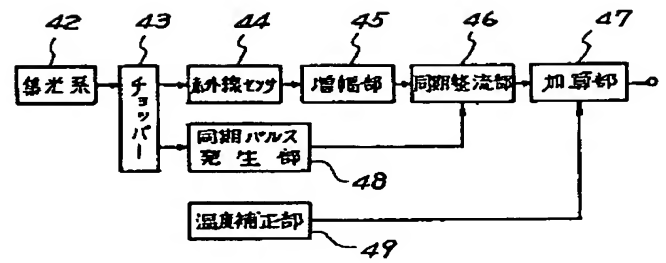 42 43 44 45 46 47
集光系
チョッパー
赤外線センサ
増幅部
同期整流部
加算部
同期パルス
発生部
48
温度補正部
49